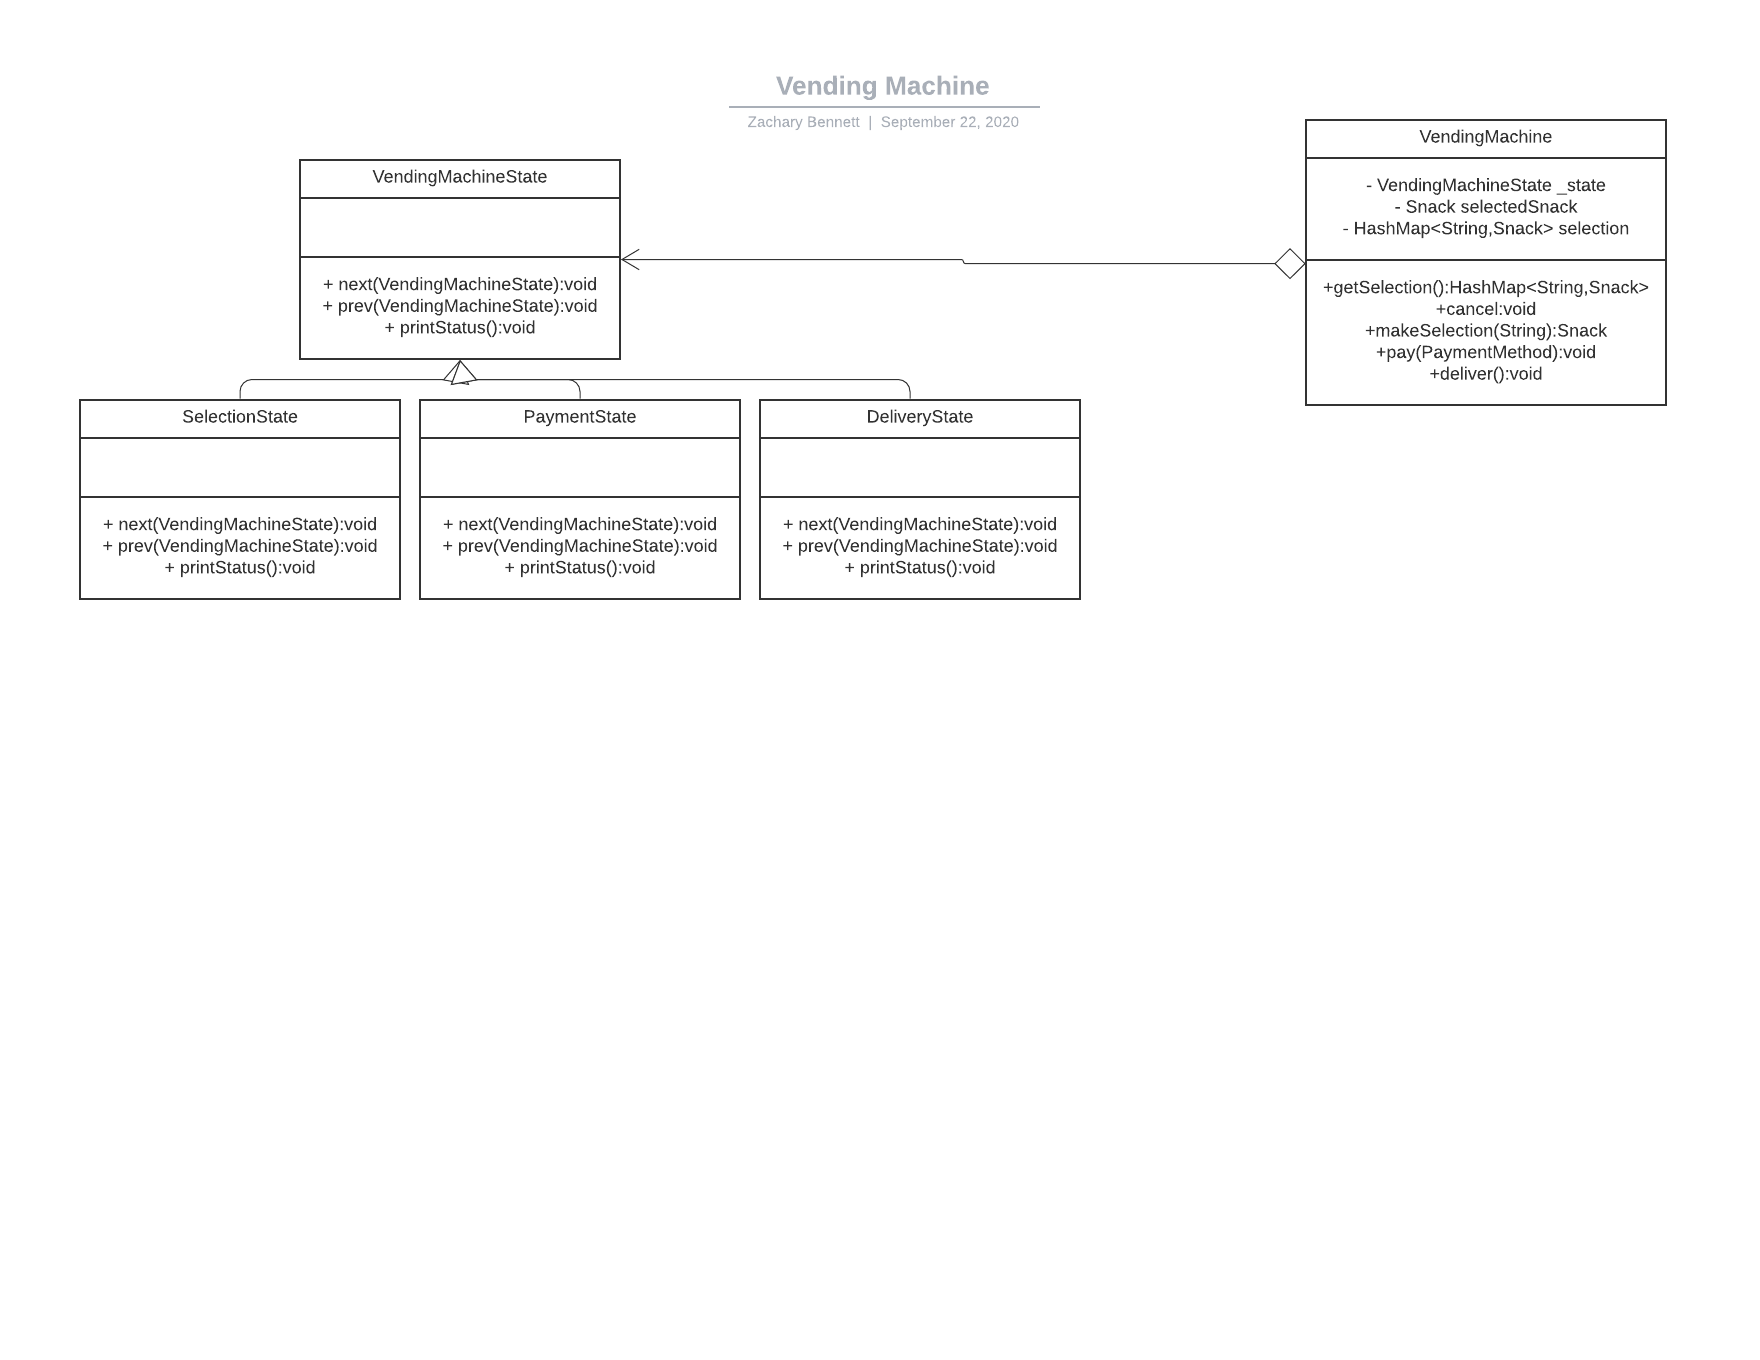 Vending Machine
Zachary Bennett | September 22, 2020
VendingMachine
- VendingMachineState _state
- Snack selectedSnack
- HashMap<String,Snack> selection
+getSelection():HashMap<String,Snack>
+cancel:void
+makeSelection(String):Snack
+pay(PaymentMethod):void
+deliver():void
VendingMachineState
+ next(VendingMachineState):void
+ prev(VendingMachineState):void
+ printStatus():void
SelectionState
+ next(VendingMachineState):void
+ prev(VendingMachineState):void
+ printStatus():void
PaymentState
+ next(VendingMachineState):void
+ prev(VendingMachineState):void
+ printStatus():void
DeliveryState
+ next(VendingMachineState):void
+ prev(VendingMachineState):void
+ printStatus():void